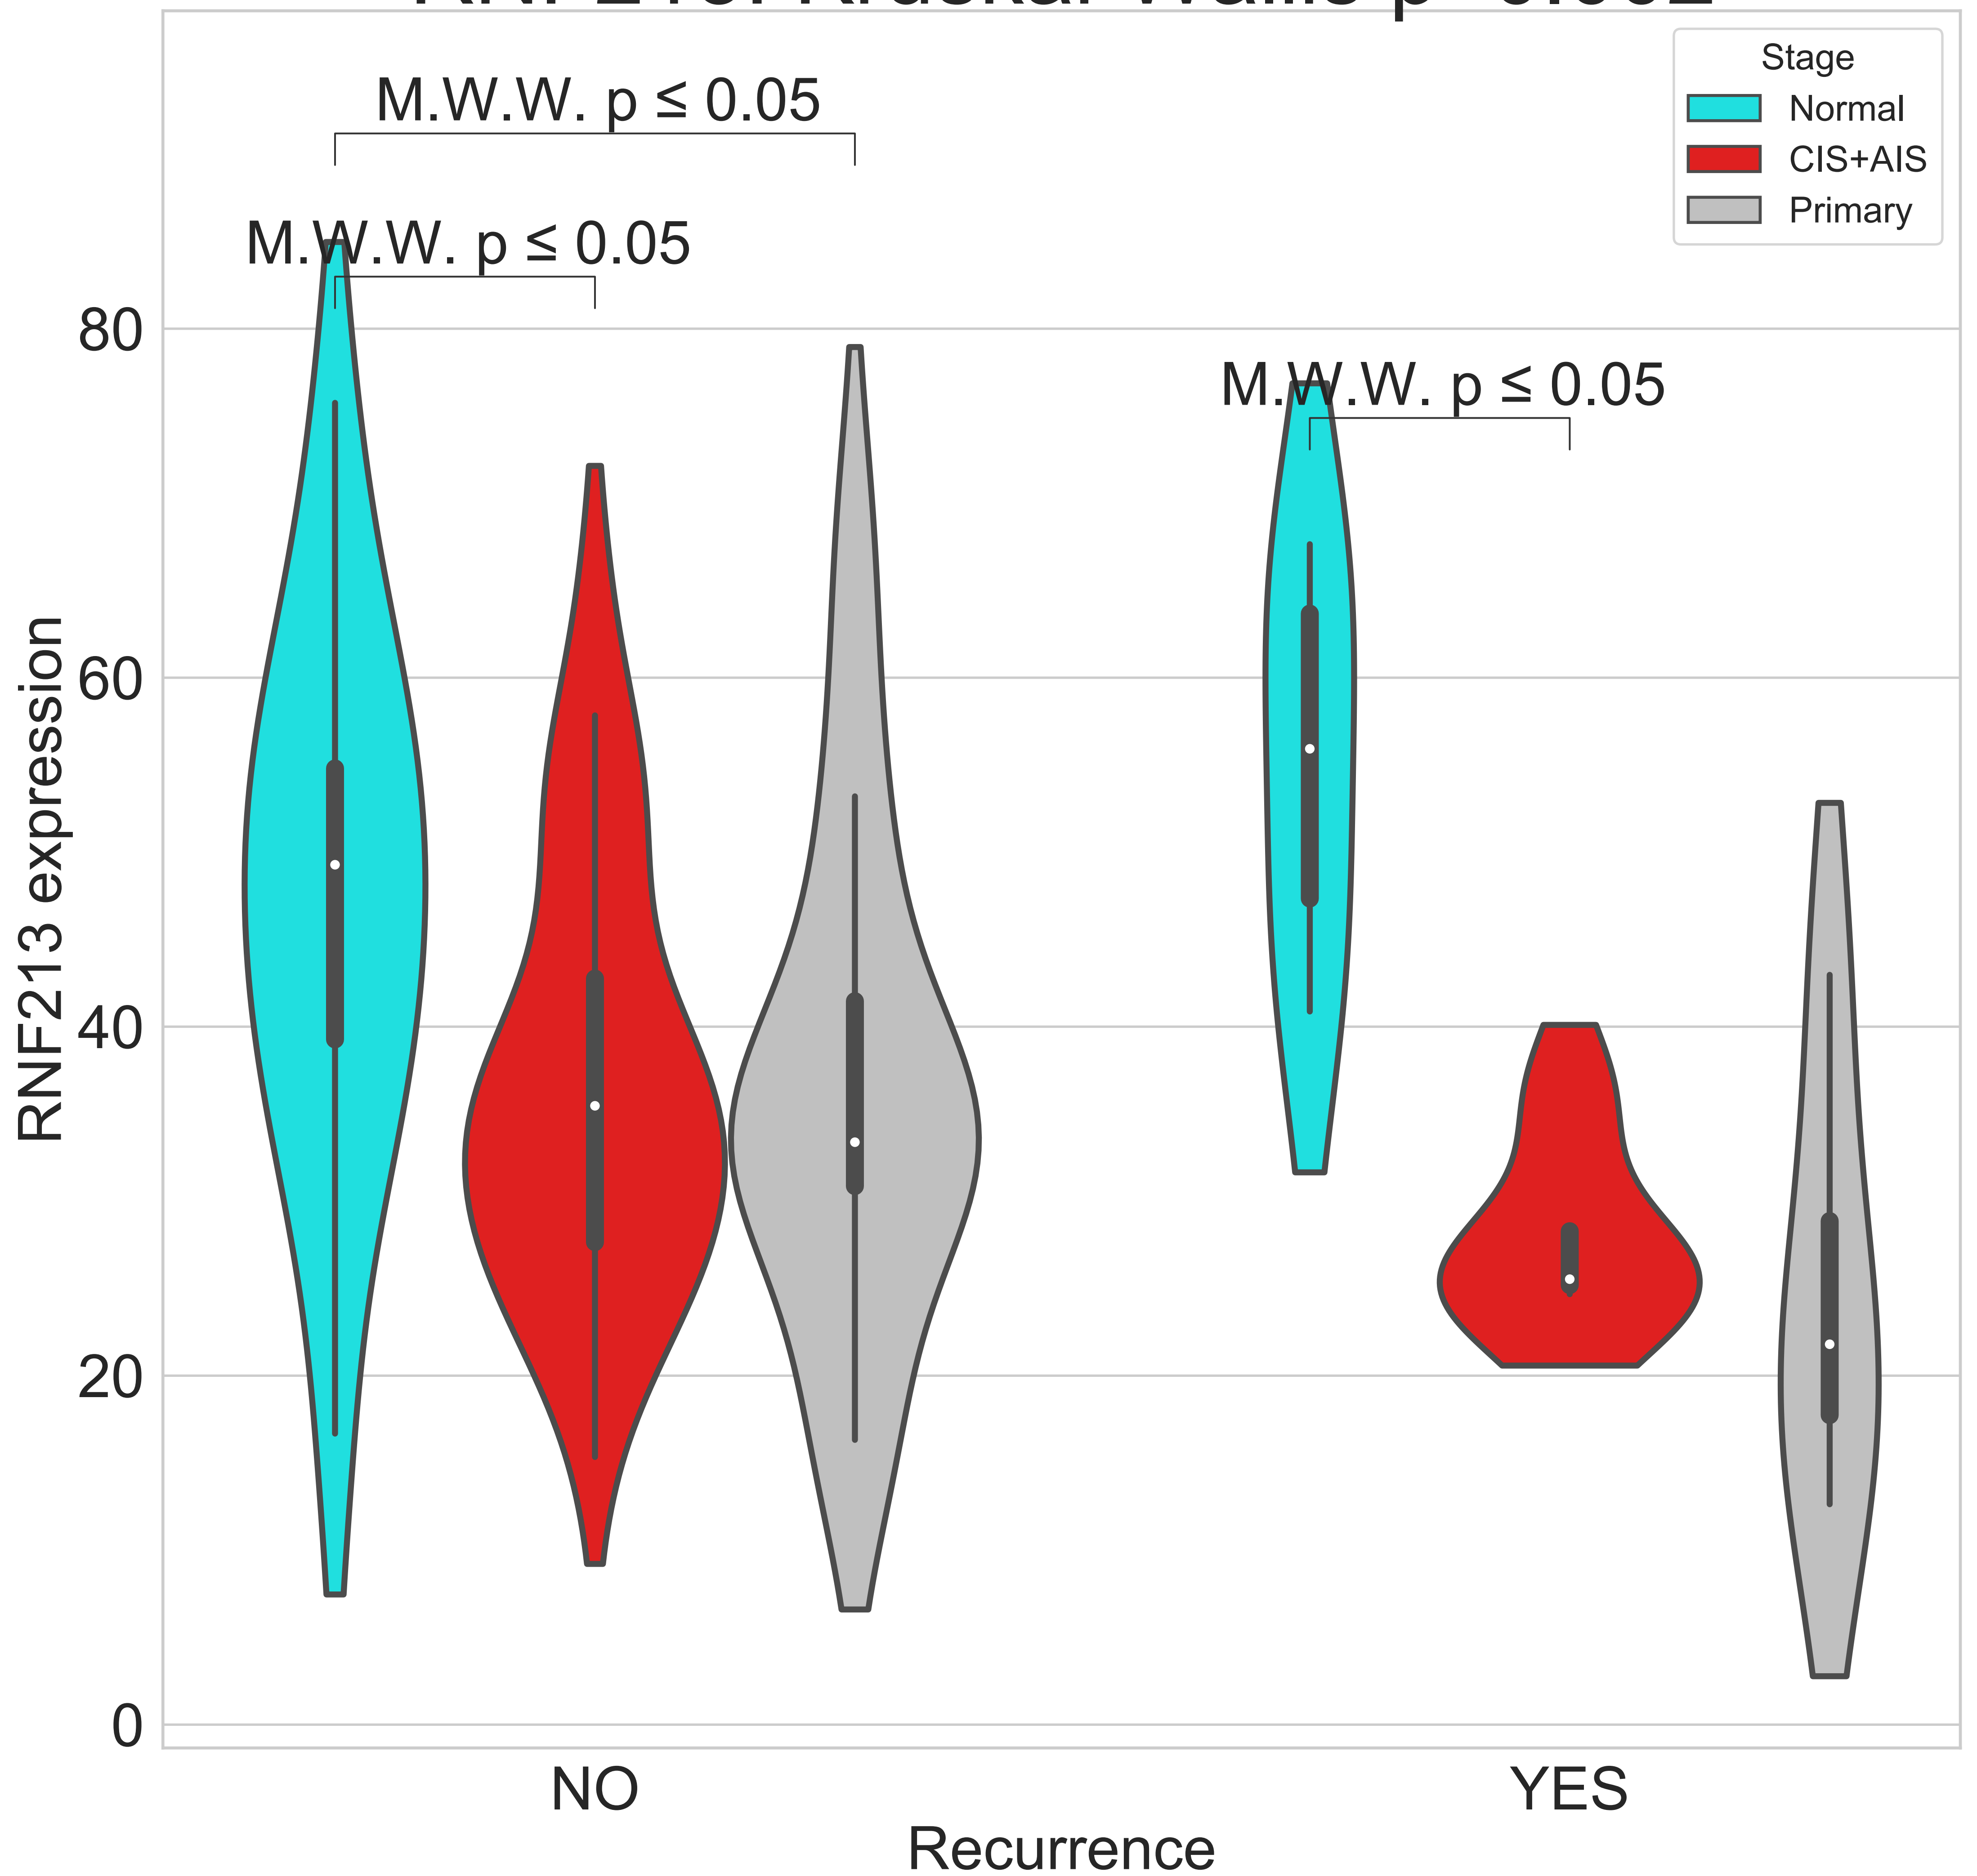 Stage
Normal
CIS+AIS
Primary
M.W.W. p ≤ 0.05
M.W.W. p ≤ 0.05
M.W.W. p ≤ 0.05
80
60
40
20
0
RNF213 expression
NO
YES
Recurrence